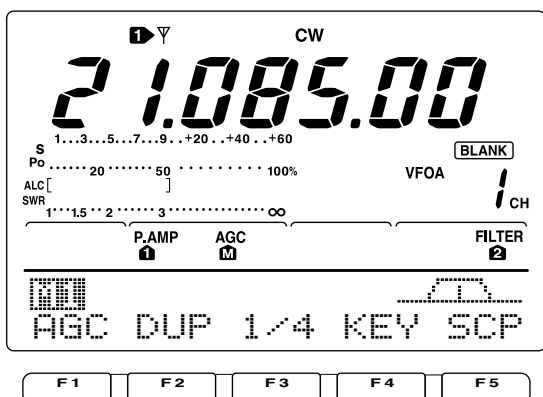 1 CW
21.085.00
S 1...3...5...7...9..+20..+40..+60
BLANK
Po ...... 20 ........ 50 ........ 100%
VFOA 1 CH
ALC [ ]
SWR 1...1.5..2 ..... 3 ............... ∞
P.AMP AGC FILTER
1 M 2
M1
AGC DUP 1/4 KEY SCP
F1 F2 F3 F4 F5